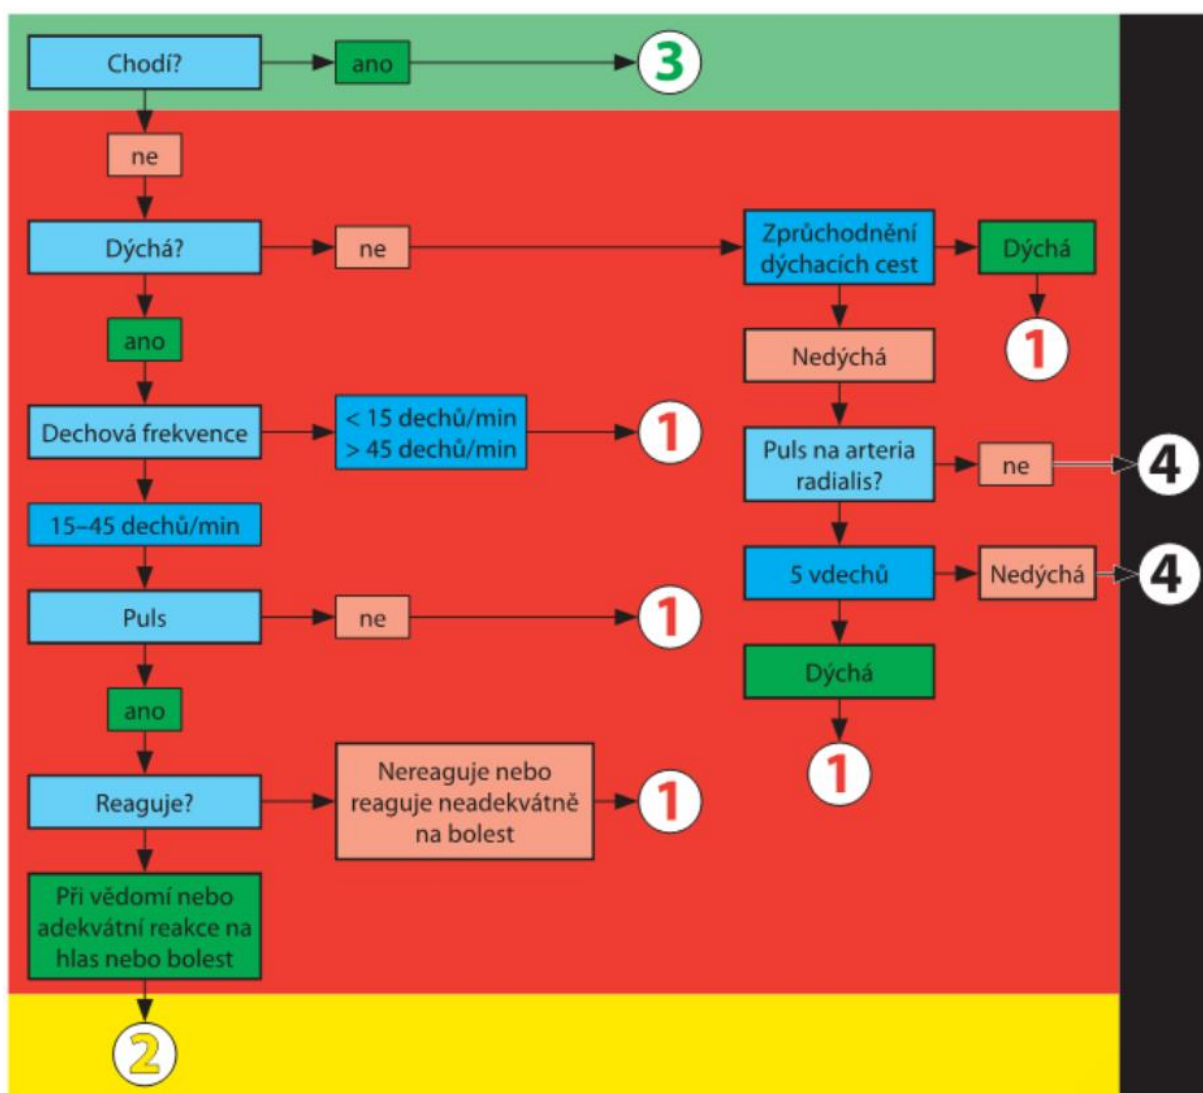 Chodí?
ano
3
ne
Dýchá?
ne
Zprůchodnění
dýchacích cest
Dýchá
1
ano
Nedýchá
Dechová frekvence
< 15 dechů/min
> 45 dechů/min
1
Puls na arteria
radialis?
ne
4
15–45 dechů/min
5 vdechů
Nedýchá
4
Puls
ne
1
Dýchá
1
ano
Reaguje?
Nereaguje nebo
reaguje neadekvátně
na bolest
1
Při vědomí nebo
adekvátní reakce na
hlas nebo bolest
2